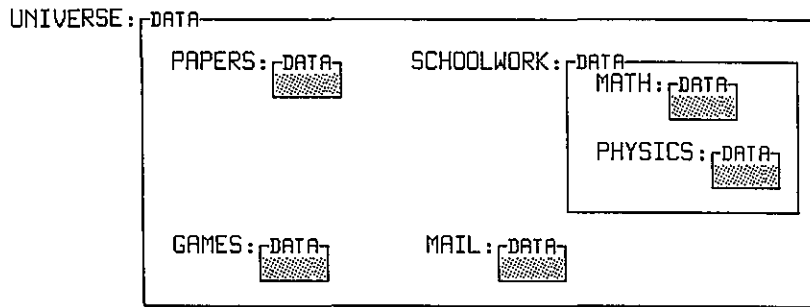 UNIVERSE: DATA
PAPERS: DATA SCHOOLWORK: DATA
MATH: DATA
PHYSICS: DATA
GAMES: DATA MAIL: DATA